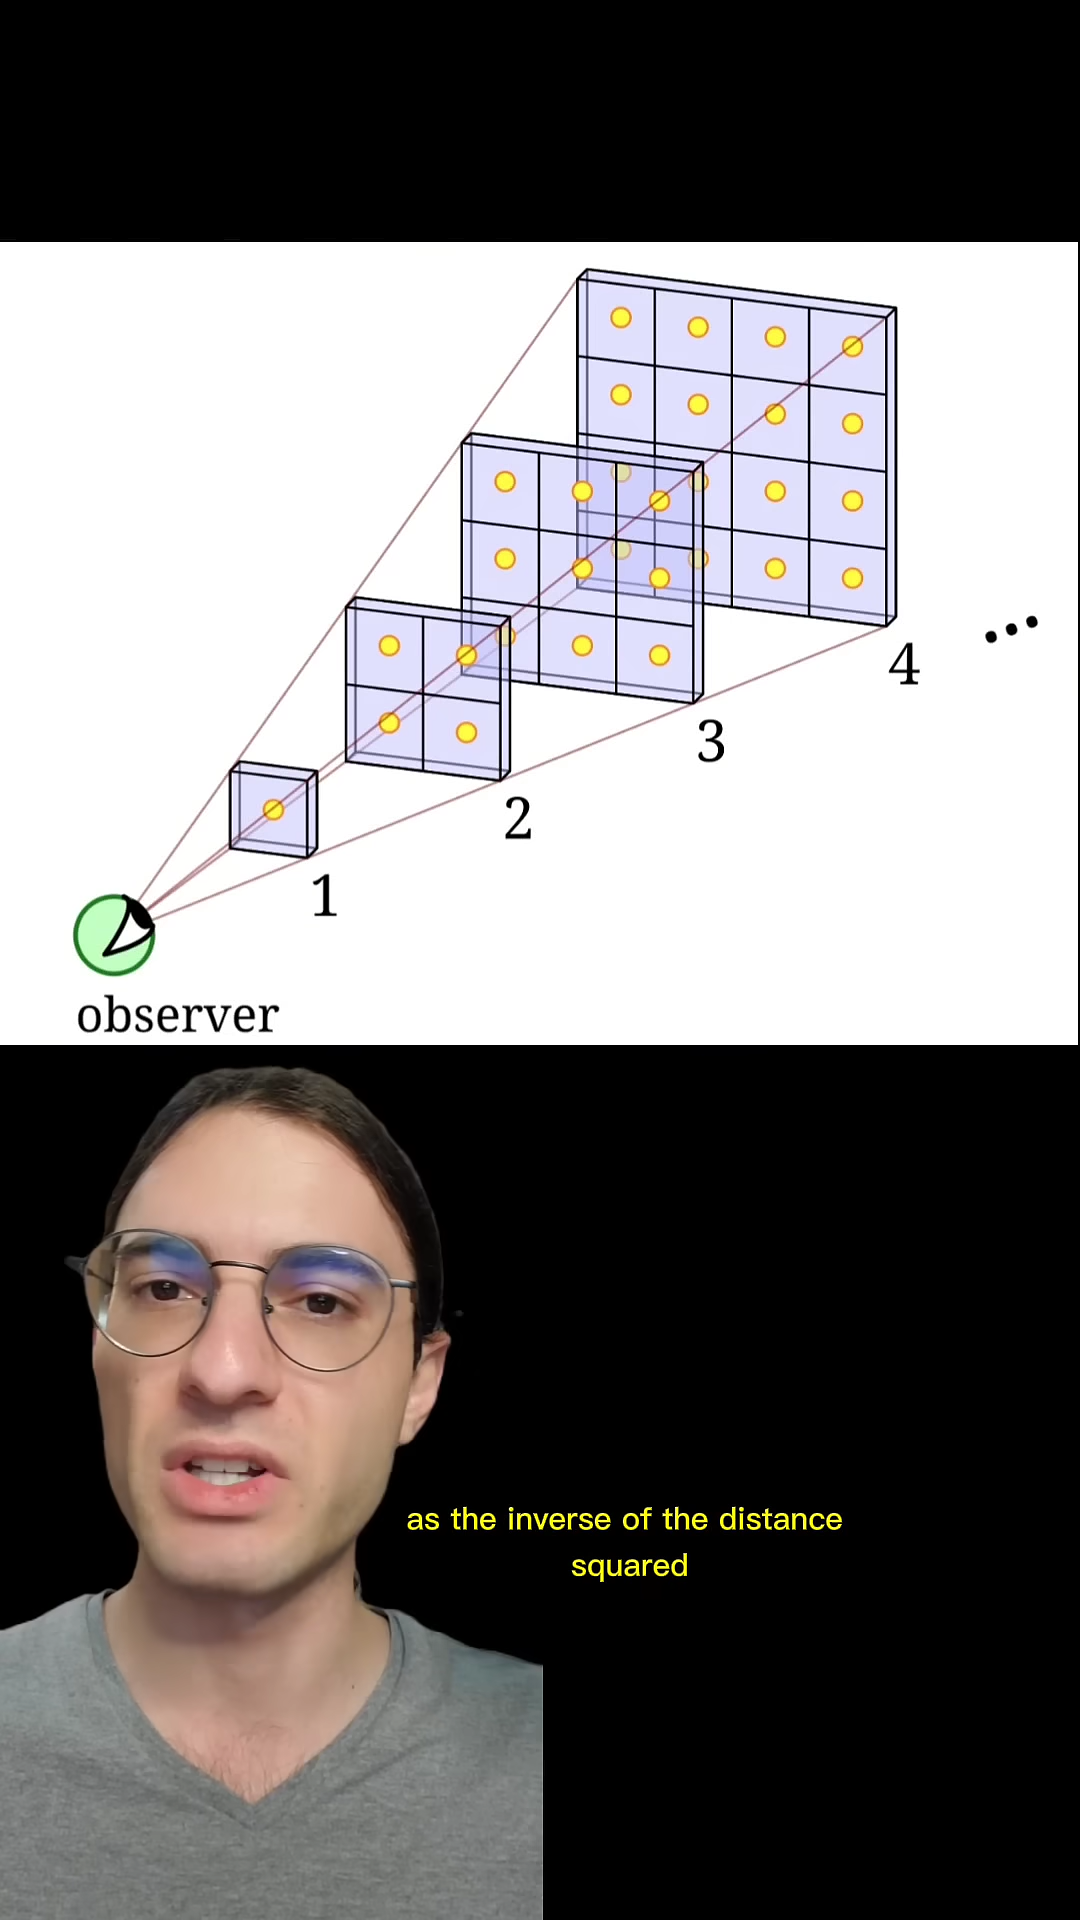 4
3
2
1
observer
as the inverse of the distance
squared